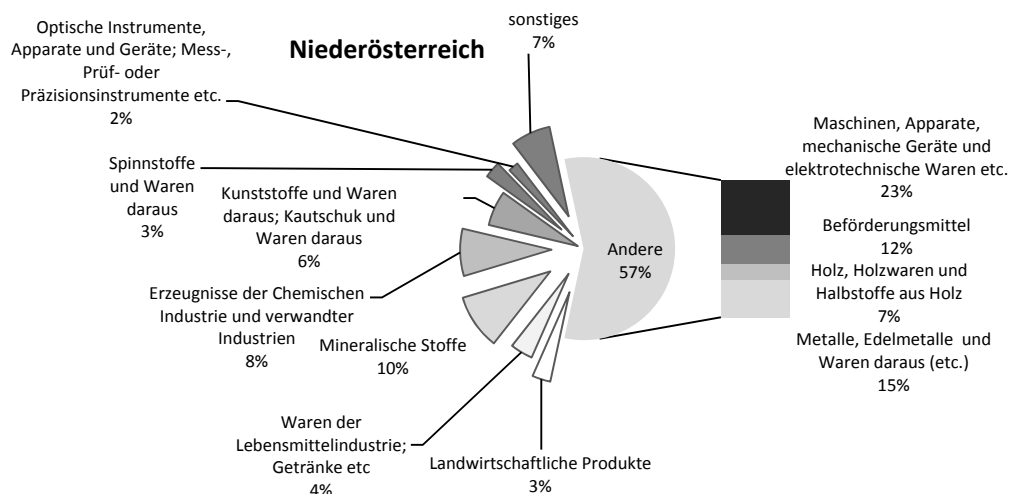 Niederösterreich
sonstiges
7%
Optische Instrumente,
Apparate und Geräte; Mess-,
Prüf- oder
Präzisionsinstrumente etc.
2%
Spinnstoffe
und Waren
daraus
3%
Kunststoffe und Waren
daraus; Kautschuk und
Waren daraus
6%
Erzeugnisse der Chemischen
Industrie und verwandter
Industrien
8%
Mineralische Stoffe
10%
Waren der
Lebensmittelindustrie;
Getränke etc
4%
Landwirtschaftliche Produkte
3%
Andere
57%
Maschinen, Apparate,
mechanische Geräte und
elektrotechnische Waren etc.
23%
Beförderungsmittel
12%
Holz, Holzwaren und
Halbstoffe aus Holz
7%
Metalle, Edelmetalle und
Waren daraus (etc.)
15%